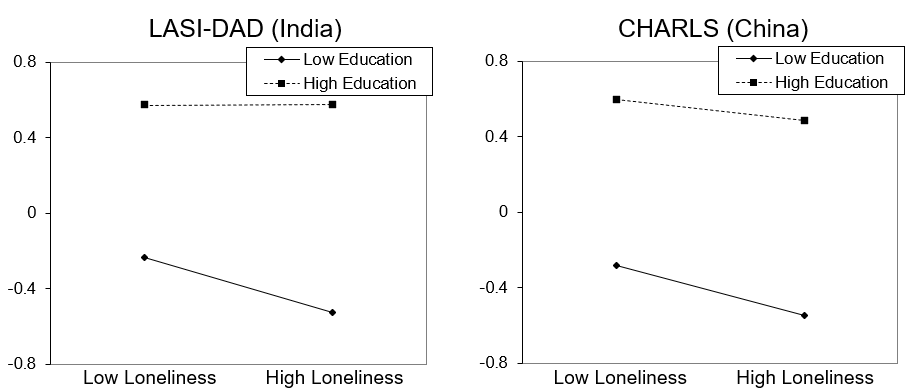 LASI-DAD (India)
Low Education
High Education
0.8
0.4
0
-0.4
-0.8
Low Loneliness
High Loneliness
CHARLS (China)
Low Education
High Education
0.8
0.4
0
-0.4
-0.8
Low Loneliness
High Loneliness